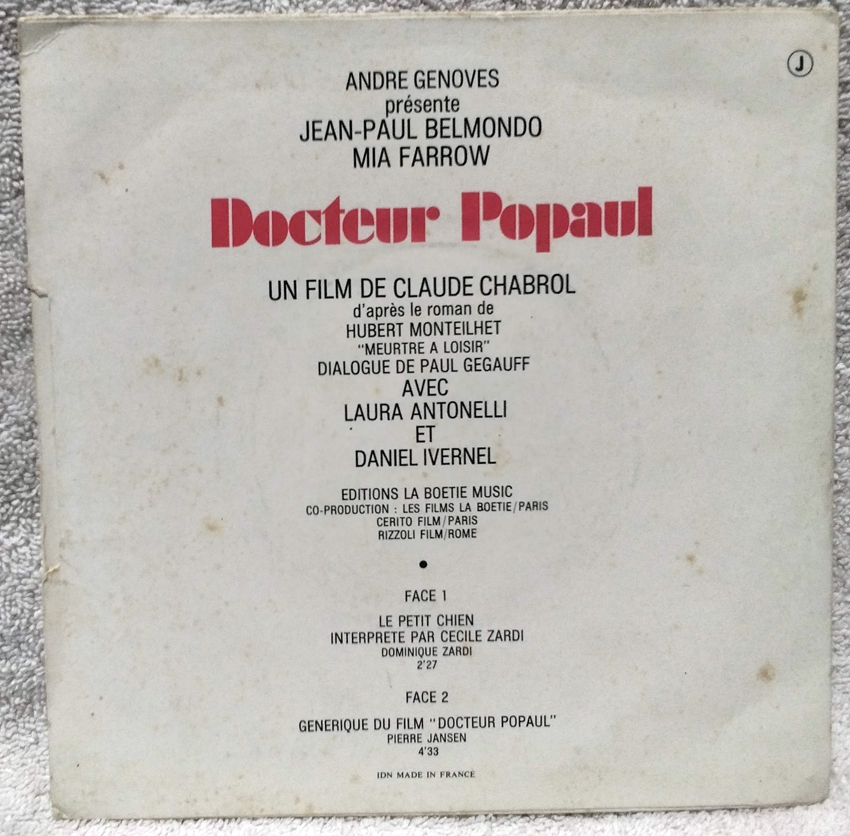 J
ANDRE GENOVES
présente
JEAN-PAUL BELMONDO
MIA FARROW
Docteur Popaul
UN FILM DE CLAUDE CHABROL
d'après le roman de
HUBERT MONTEILHET
"MEURTRE A LOISIR"
DIALOGUE DE PAUL GEGAUFF
AVEC
LAURA ANTONELLI
ET
DANIEL IVERNEL
EDITIONS LA BOETIE MUSIC
CO-PRODUCTION : LES FILMS LA BOETIE/PARIS
CERITO FILM/PARIS
RIZZOLI FILM/ROME
•
FACE 1
LE PETIT CHIEN
INTERPRETE PAR CECILE ZARDI
DOMINIQUE ZARDI
2'27
FACE 2
GENERIQUE DU FILM "DOCTEUR POPAUL"
PIERRE JANSEN
4'33
IDN MADE IN FRANCE